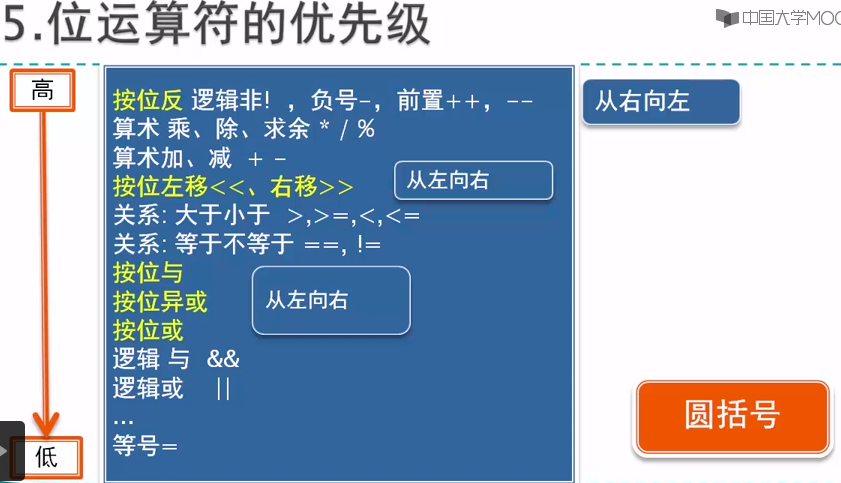 5.位运算符的优先级
中国大学MOO
高
按位反 逻辑非! ，负号-，前置++，--
从右向左
算术 乘、除、求余 * / %
算术加、减 + -
按位左移<<、右移>>
从左向右
关系: 大于小于 >,>=,<,<=
关系: 等于不等于 ==, !=
按位与
按位异或
从左向右
按位或
逻辑 与 &&
逻辑或 ||
...
等号=
低
圆括号